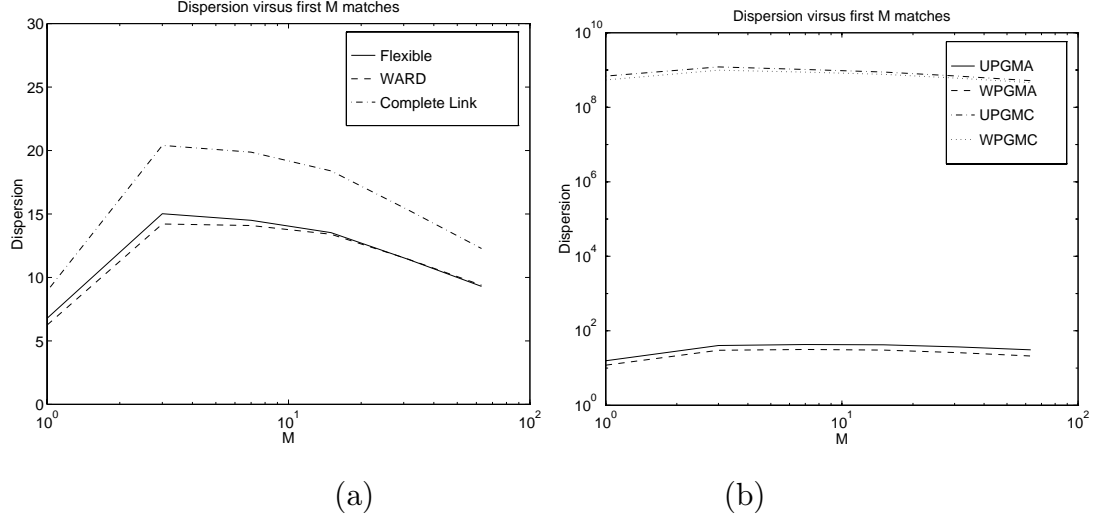 Dispersion versus first M matches
30
25
20
15
10
5
0
Dispersion
10^0
10^1
10^2
M
Flexible
WARD
Complete Link
(a)
Dispersion versus first M matches
10^10
10^8
10^6
10^4
10^2
10^0
Dispersion
10^0
10^1
10^2
M
UPGMA
WPGMA
UPGMC
WPGMC
(b)